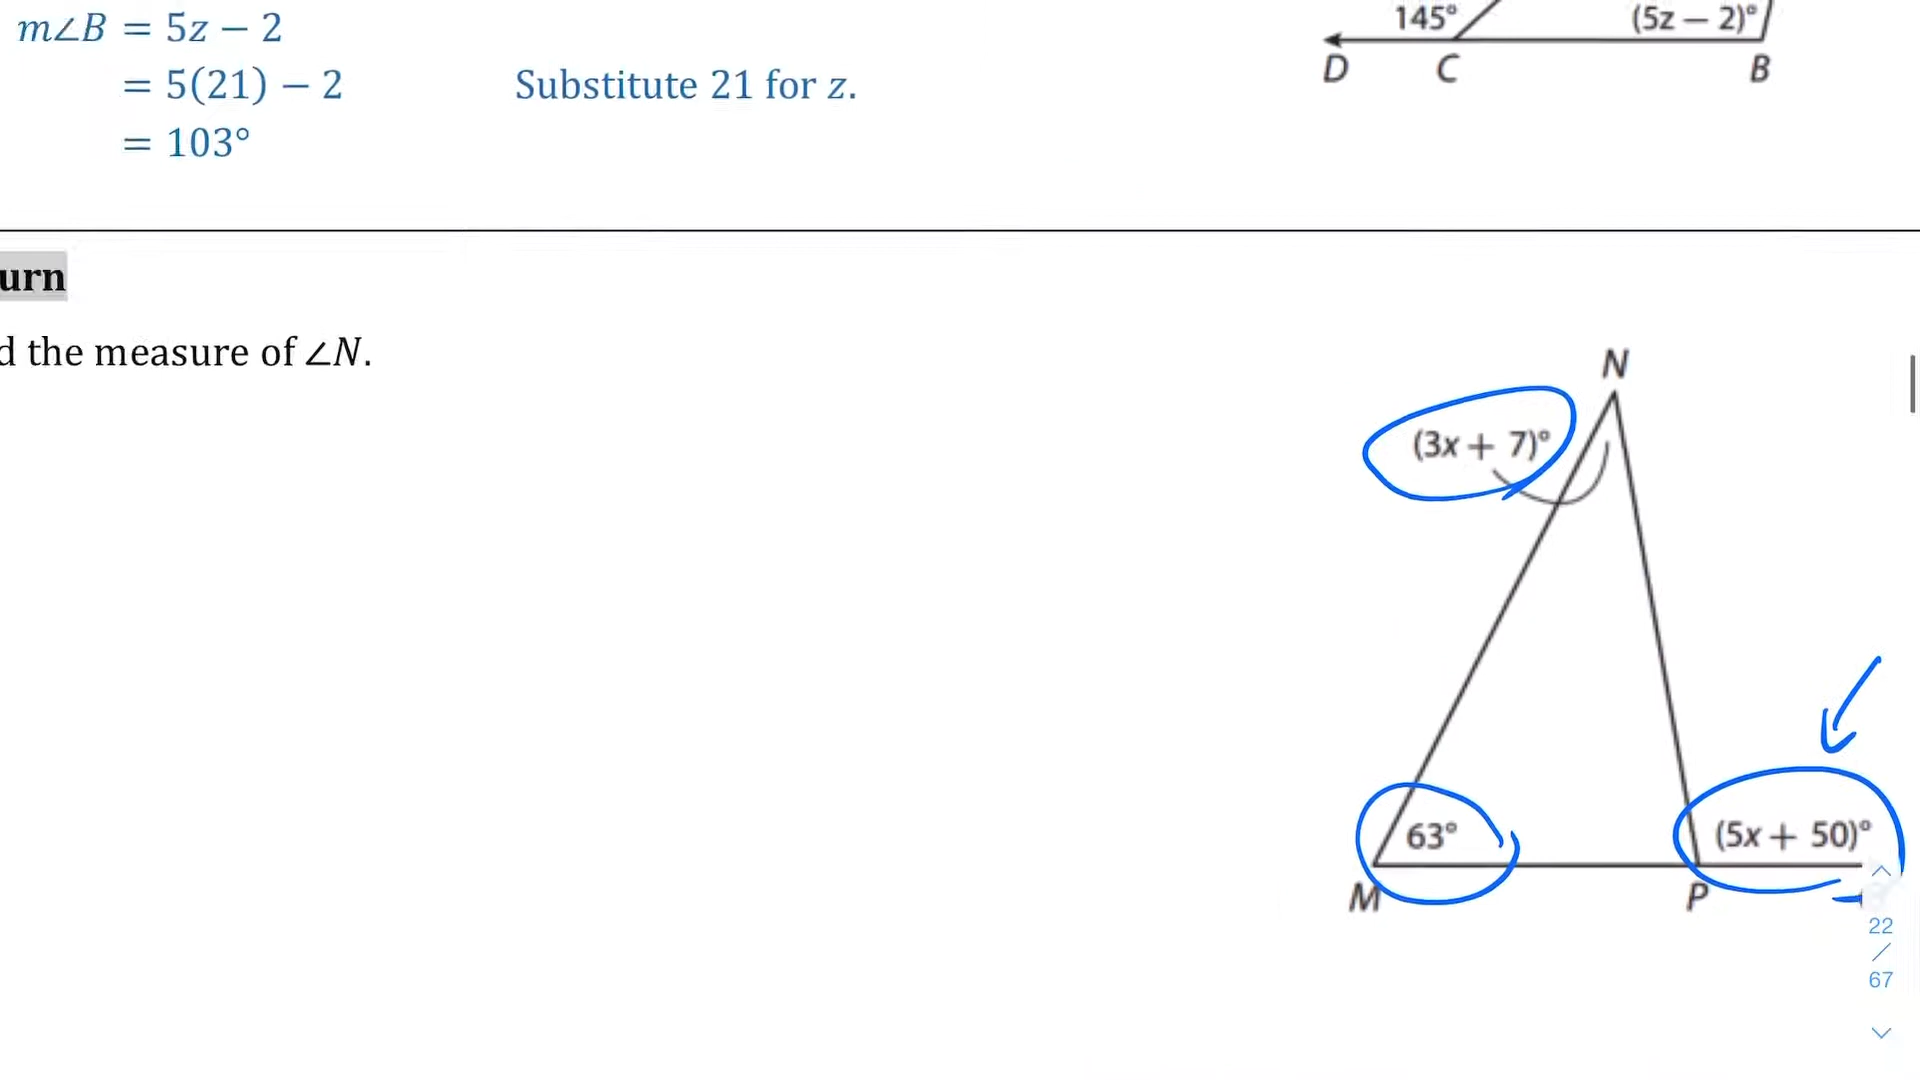 m∠B = 5z − 2
= 5(21) − 2 Substitute 21 for z.
= 103°
145°
(5z − 2)°
D C B
urn
d the measure of ∠N.
N
(3x + 7)°
63°
(5x + 50)°
M P
22
/
67